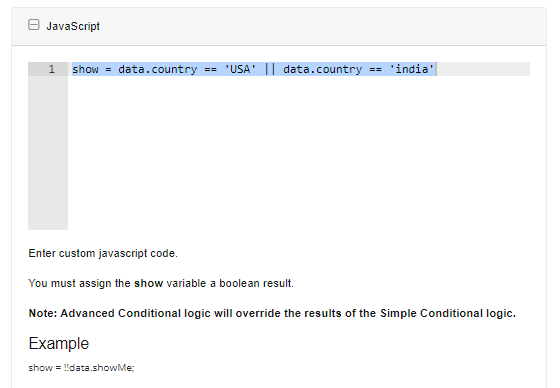 JavaScript
1 show = data.country == 'USA' || data.country == 'india'
Enter custom javascript code.
You must assign the show variable a boolean result.
Note: Advanced Conditional logic will override the results of the Simple Conditional logic.
Example
show = !!data.showMe;